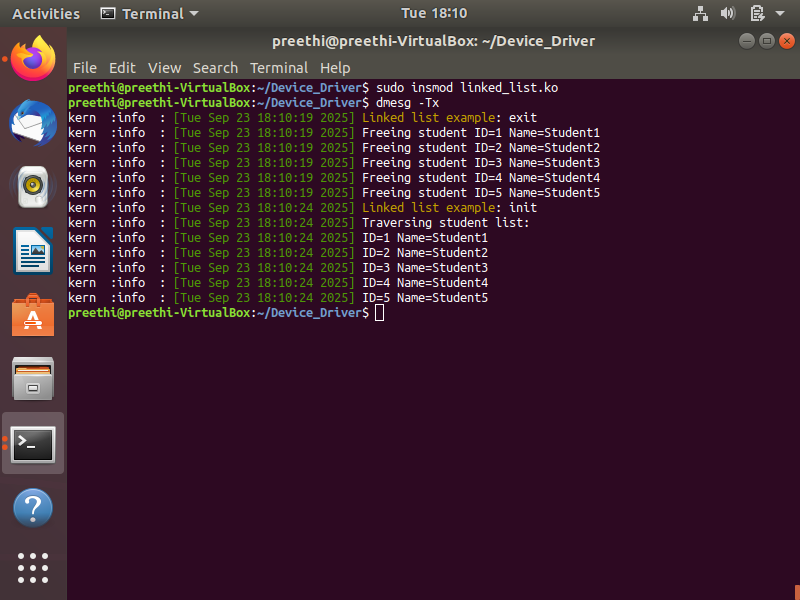 Activities Terminal Tue 18:10
preethi@preethi-VirtualBox: ~/Device_Driver
File Edit View Search Terminal Help
preethi@preethi-VirtualBox:~/Device_Driver$ sudo insmod linked_list.ko
preethi@preethi-VirtualBox:~/Device_Driver$ dmesg -Tx
kern  :info  : [Tue Sep 23 18:10:19 2025] Linked list example: exit
kern  :info  : [Tue Sep 23 18:10:19 2025] Freeing student ID=1 Name=Student1
kern  :info  : [Tue Sep 23 18:10:19 2025] Freeing student ID=2 Name=Student2
kern  :info  : [Tue Sep 23 18:10:19 2025] Freeing student ID=3 Name=Student3
kern  :info  : [Tue Sep 23 18:10:19 2025] Freeing student ID=4 Name=Student4
kern  :info  : [Tue Sep 23 18:10:19 2025] Freeing student ID=5 Name=Student5
kern  :info  : [Tue Sep 23 18:10:24 2025] Linked list example: init
kern  :info  : [Tue Sep 23 18:10:24 2025] Traversing student list:
kern  :info  : [Tue Sep 23 18:10:24 2025] ID=1 Name=Student1
kern  :info  : [Tue Sep 23 18:10:24 2025] ID=2 Name=Student2
kern  :info  : [Tue Sep 23 18:10:24 2025] ID=3 Name=Student3
kern  :info  : [Tue Sep 23 18:10:24 2025] ID=4 Name=Student4
kern  :info  : [Tue Sep 23 18:10:24 2025] ID=5 Name=Student5
preethi@preethi-VirtualBox:~/Device_Driver$